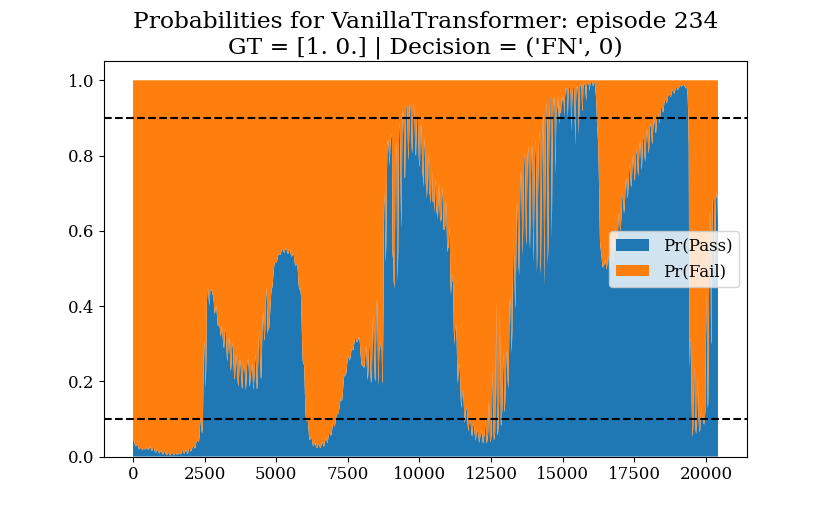 Probabilities for VanillaTransformer: episode 234
GT = [1. 0.] | Decision = ('FN', 0)
1.0
0.8
0.6
0.4
0.2
0.0
Pr(Pass)
Pr(Fail)
0 2500 5000 7500 10000 12500 15000 17500 20000